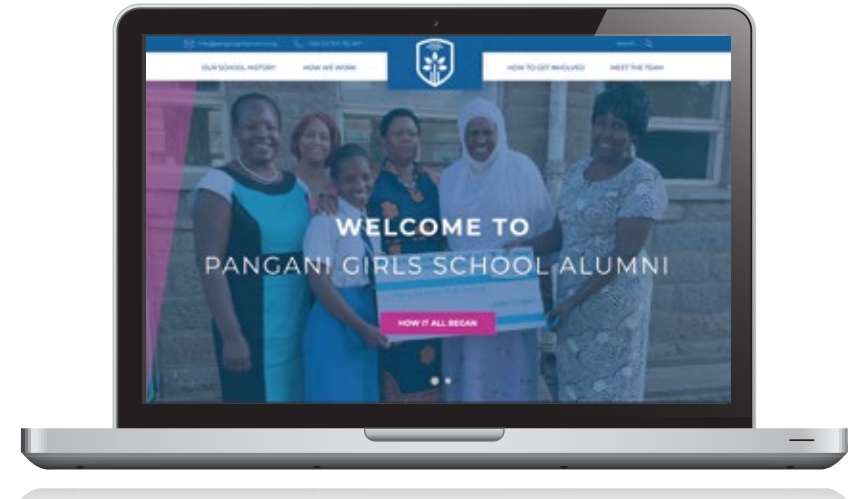 OUR SCHOOL HISTORY
HOW WE WORK
HOW TO GET INVOLVED
MEET THE TEAM
WELCOME TO
PANGANI GIRLS SCHOOL ALUMNI
HOW IT ALL BEGAN